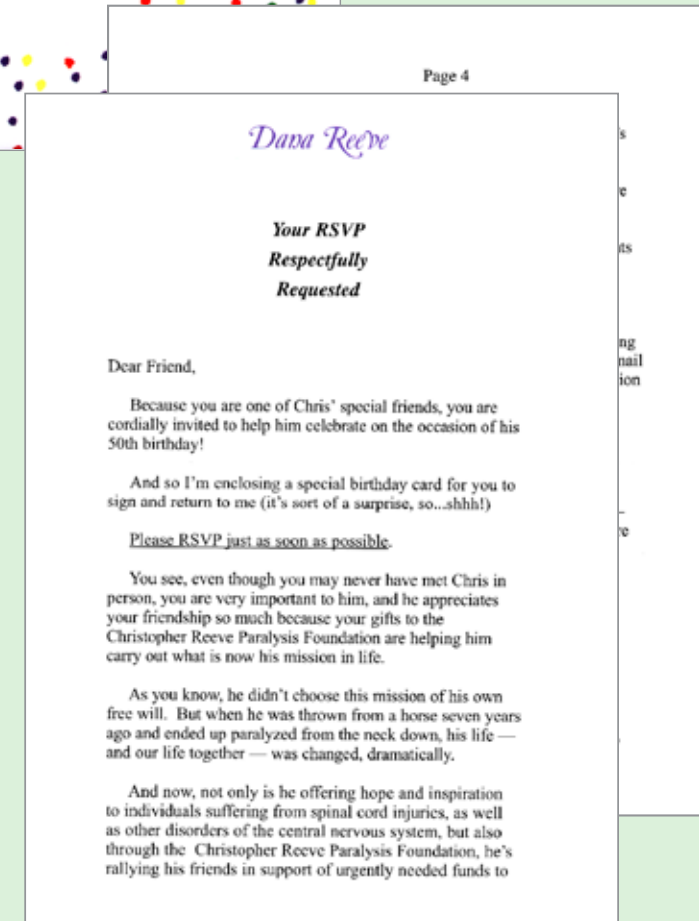 Page 4
Dana Reeve
Your RSVP
Respectfully
Requested
Dear Friend,
Because you are one of Chris' special friends, you are
cordially invited to help him celebrate on the occasion of his
50th birthday!
And so I'm enclosing a special birthday card for you to
sign and return to me (it's sort of a surprise, so...shhh!)
Please RSVP just as soon as possible.
You see, even though you may never have met Chris in
person, you are very important to him, and he appreciates
your friendship so much because your gifts to the
Christopher Reeve Paralysis Foundation are helping him
carry out what is now his mission in life.
As you know, he didn't choose this mission of his own
free will. But when he was thrown from a horse seven years
ago and ended up paralyzed from the neck down, his life —
and our life together — was changed, dramatically.
And now, not only is he offering hope and inspiration
to individuals suffering from spinal cord injuries, as well
as other disorders of the central nervous system, but also
through the Christopher Reeve Paralysis Foundation, he's
rallying his friends in support of urgently needed funds to